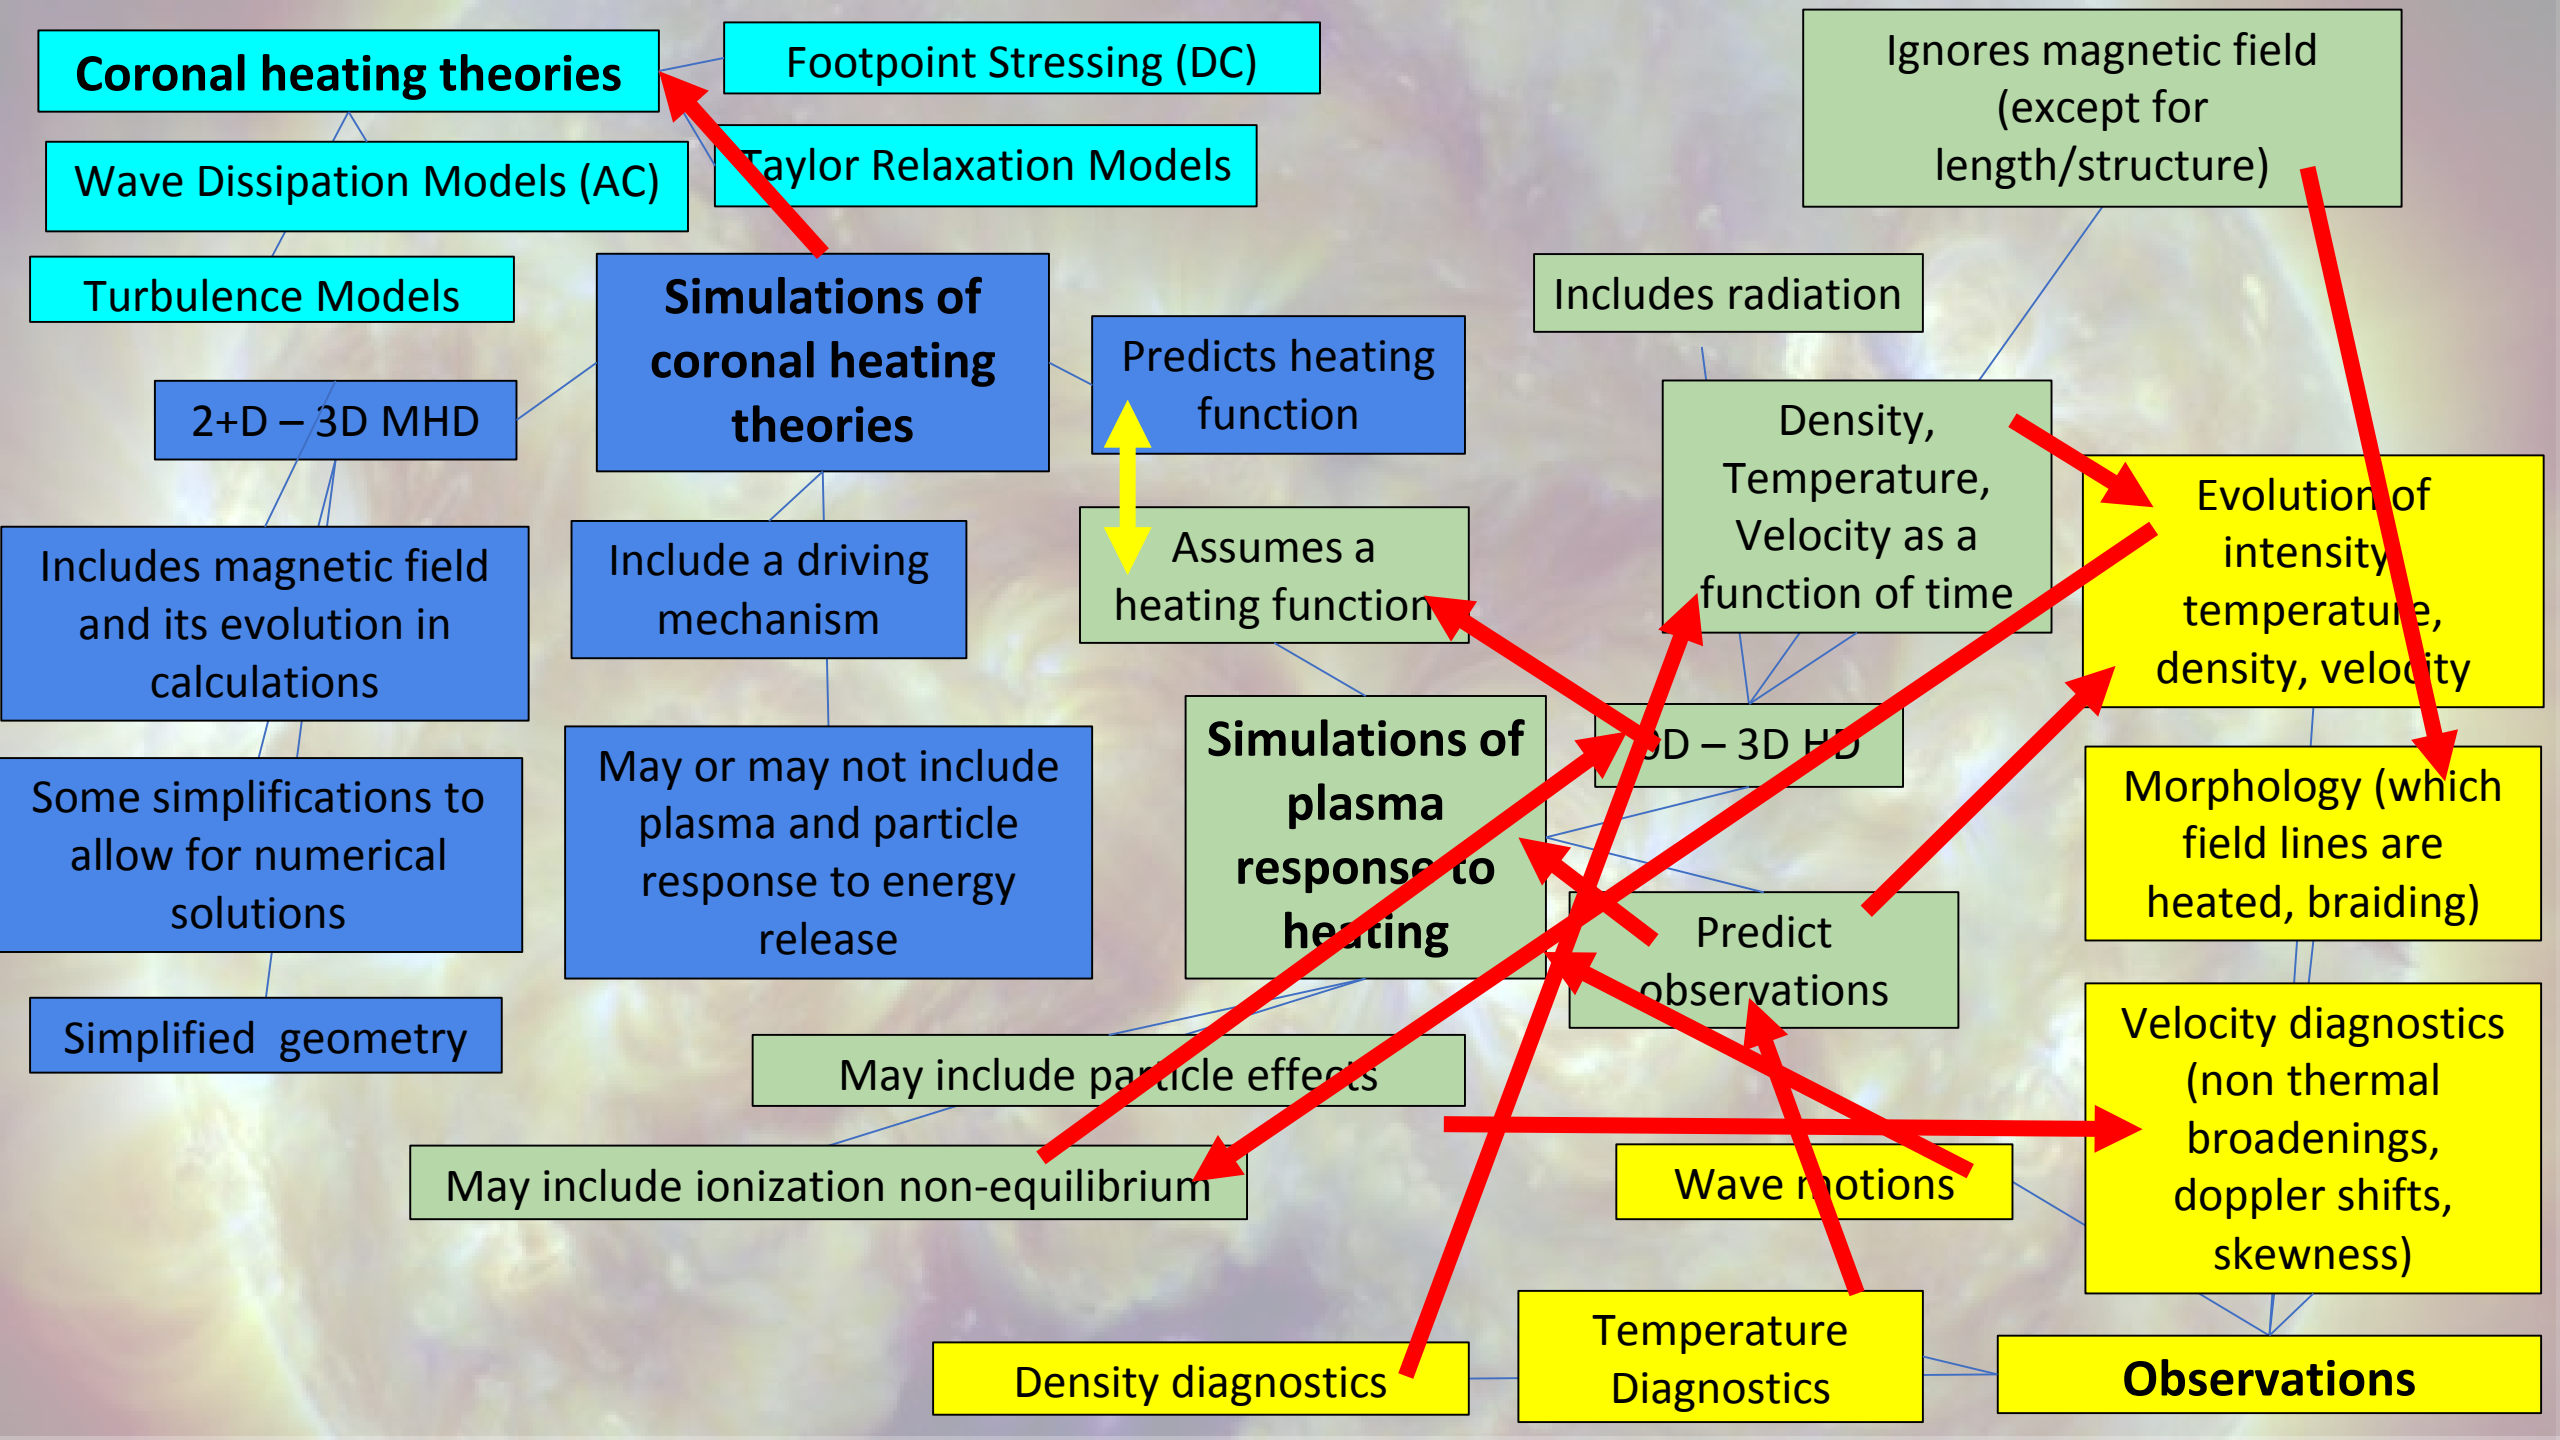 Coronal heating theories
Footpoint Stressing (DC)
Wave Dissipation Models (AC)
Taylor Relaxation Models
Turbulence Models
Simulations of
coronal heating
theories
Predicts heating
function
2+D – 3D MHD
Includes magnetic field
and its evolution in
calculations
Include a driving
mechanism
Some simplifications to
allow for numerical
solutions
May or may not include
plasma and particle
response to energy
release
Simplified  geometry
Ignores magnetic field
(except for
length/structure)
Includes radiation
Density,
Temperature,
Velocity as a
function of time
Assumes a
heating function
Simulations of
plasma
response to
heating
0D – 3D HD
Predict
observations
May include particle effects
May include ionization non-equilibrium
Evolution of
intensity,
temperature,
density, velocity
Morphology (which
field lines are
heated, braiding)
Velocity diagnostics
(non thermal
broadenings,
doppler shifts,
skewness)
Wave motions
Temperature
Diagnostics
Density diagnostics
Observations